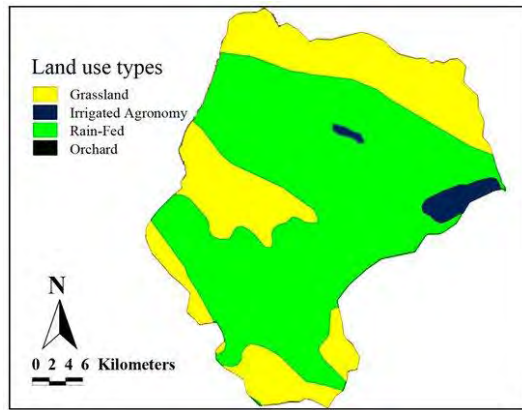 Land use types
Grassland
Irrigated Agronomy
Rain-Fed
Orchard
N
0 2 4 6 Kilometers